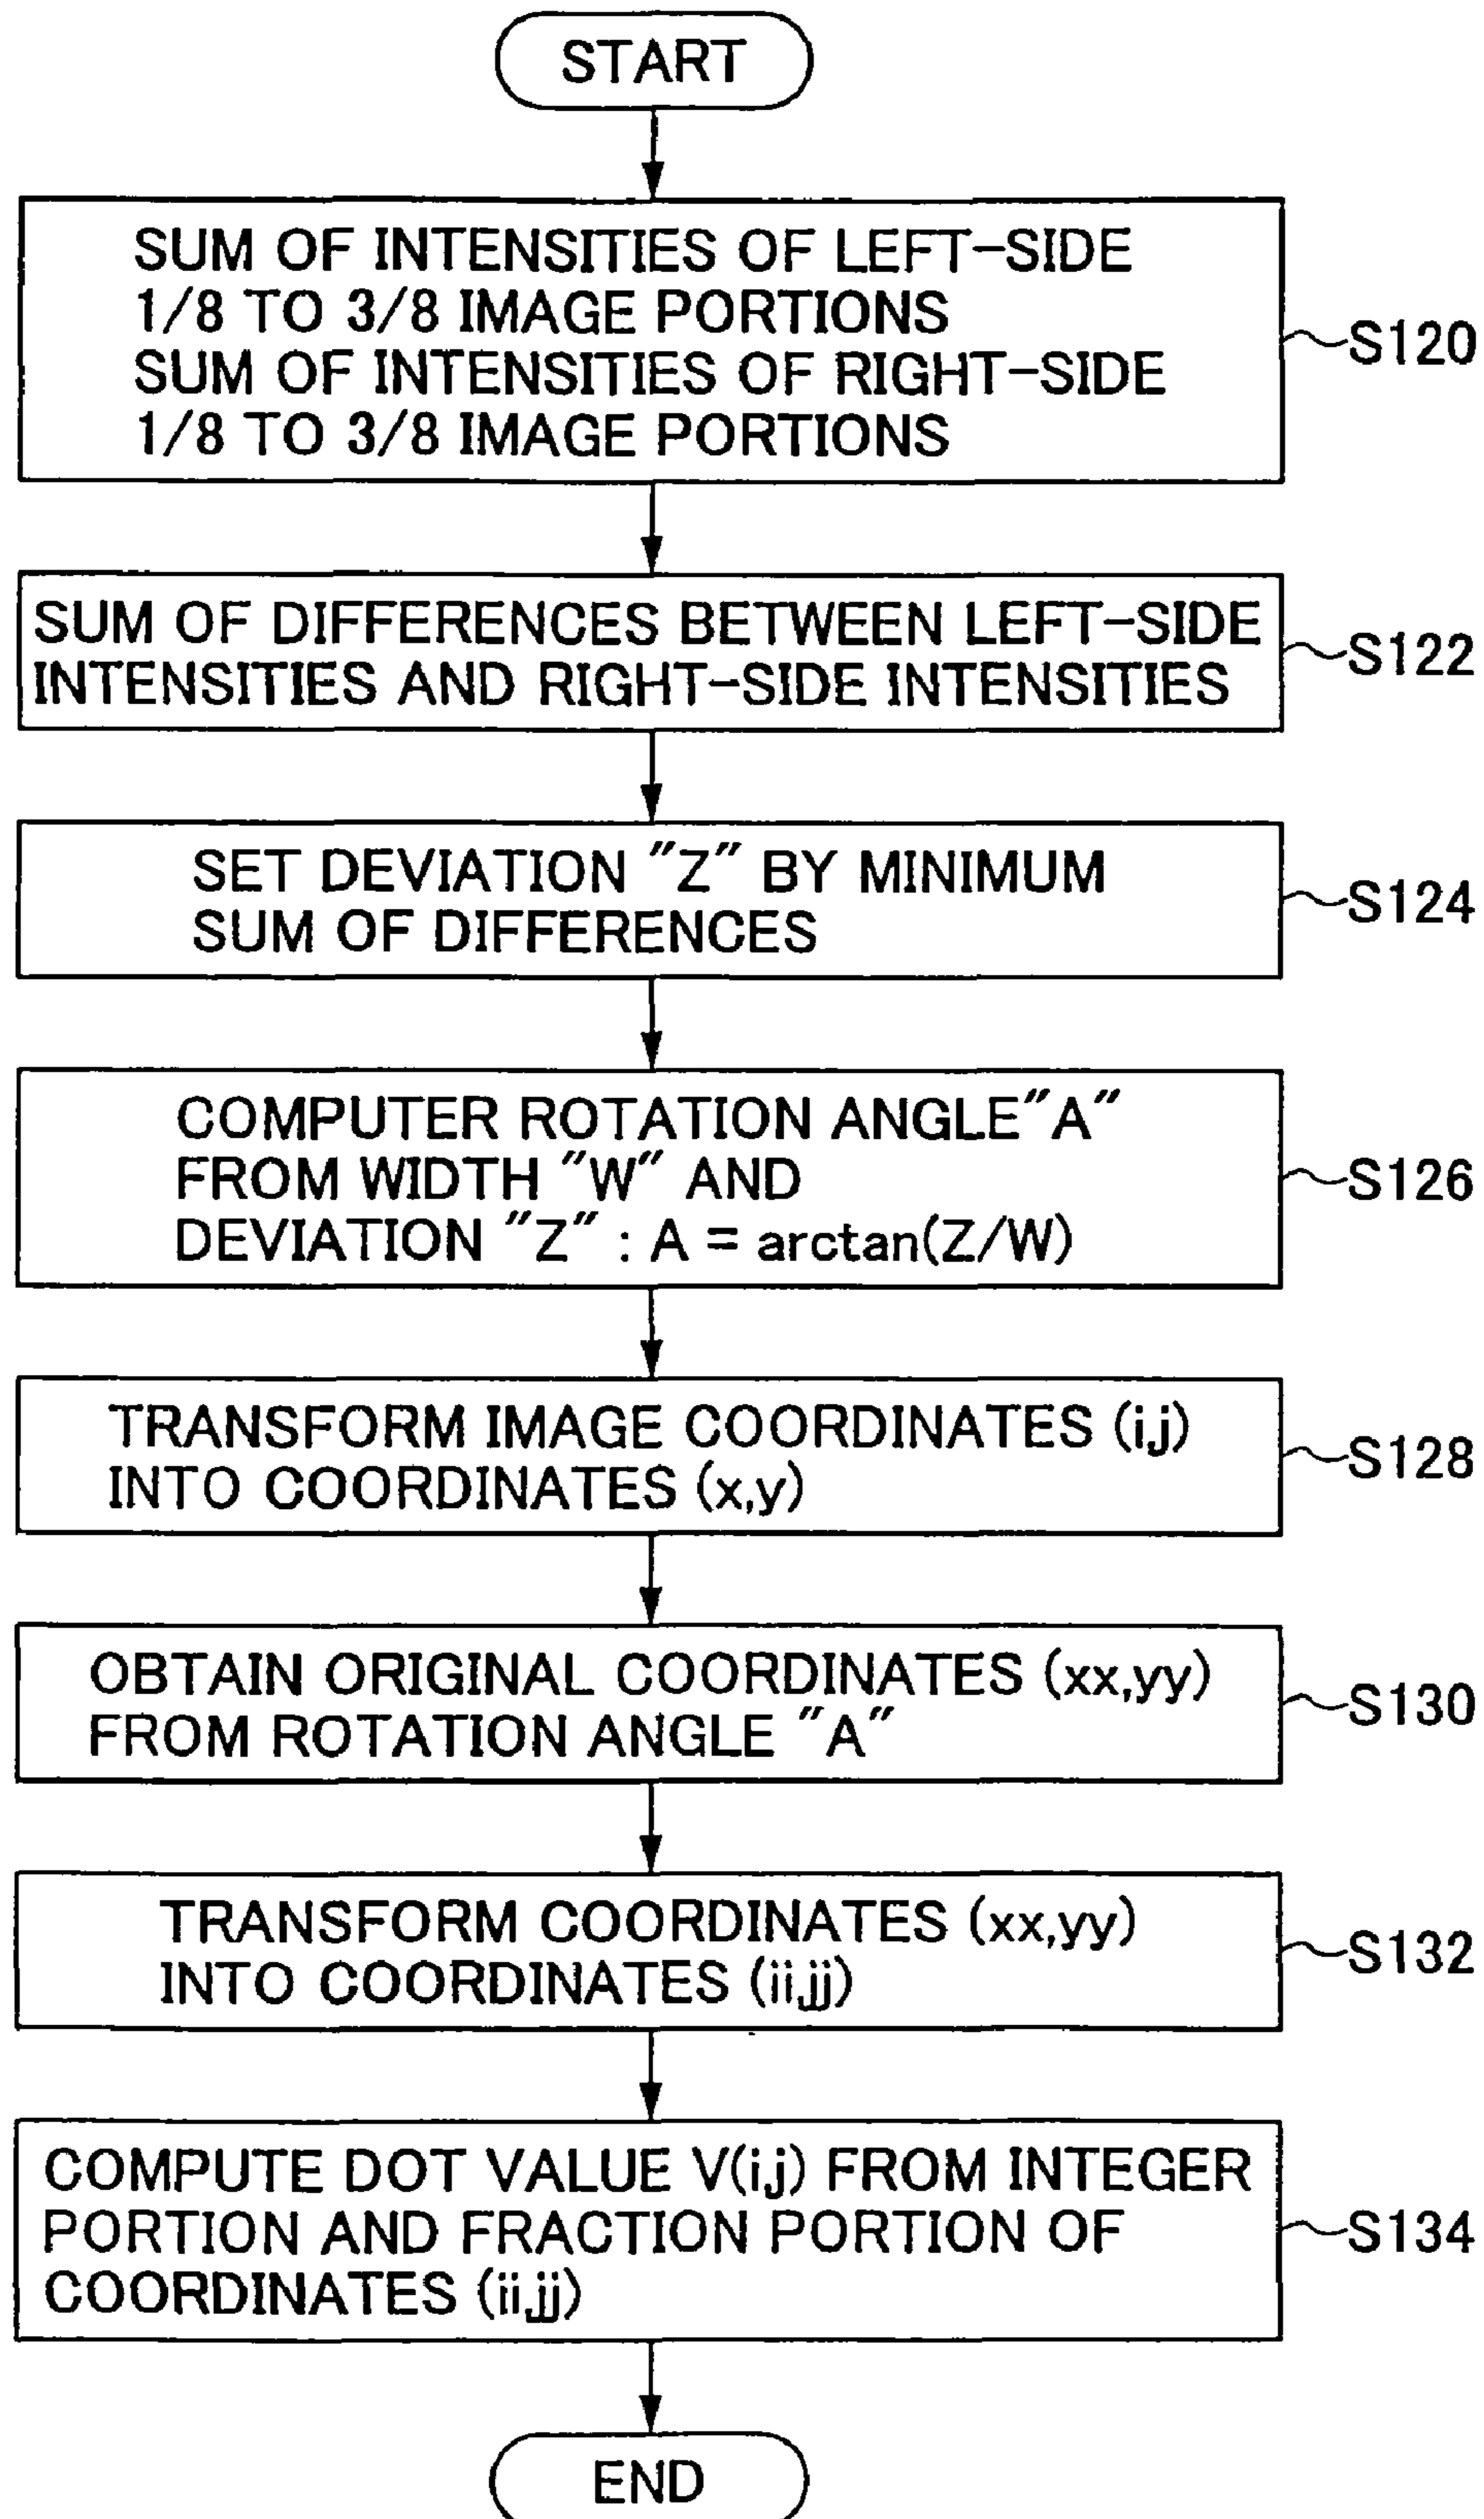 START
SUM OF INTENSITIES OF LEFT-SIDE
1/8 TO 3/8 IMAGE PORTIONS
SUM OF INTENSITIES OF RIGHT-SIDE
1/8 TO 3/8 IMAGE PORTIONS
S120
SUM OF DIFFERENCES BETWEEN LEFT-SIDE
INTENSITIES AND RIGHT-SIDE INTENSITIES
S122
SET DEVIATION "Z" BY MINIMUM
SUM OF DIFFERENCES
S124
COMPUTER ROTATION ANGLE"A"
FROM WIDTH "W" AND
DEVIATION "Z" : A = arctan(Z/W)
S126
TRANSFORM IMAGE COORDINATES (i,j)
INTO COORDINATES (x,y)
S128
OBTAIN ORIGINAL COORDINATES (xx,yy)
FROM ROTATION ANGLE "A"
S130
TRANSFORM COORDINATES (xx,yy)
INTO COORDINATES (ii,jj)
S132
COMPUTE DOT VALUE V(i,j) FROM INTEGER
PORTION AND FRACTION PORTION OF
COORDINATES (ii,jj)
S134
END